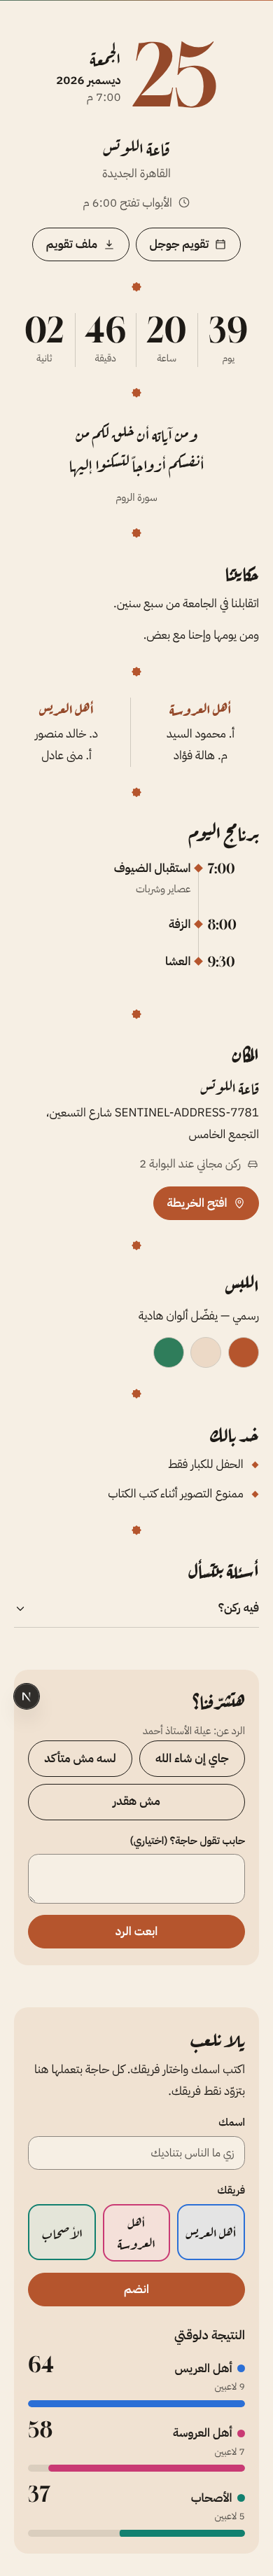 25
الجمعة
ديسمبر 2026
7:00 م
قاعة اللوتس
القاهرة الجديدة
الأبواب تفتح 6:00 م
تقويم جوجل
ملف تقويم
39 20 46 02
يوم ساعة دقيقة ثانية
ومن آياته أن خلق لكم من
أنفسكم أزواجاً لتسكنوا إليها
سورة الروم
حكايتنا
اتقابلنا في الجامعة من سبع سنين.
ومن يومها وإحنا مع بعض.
أهل العروسة
أ. محمود السيد
م. هالة فؤاد
أهل العريس
د. خالد منصور
أ. منى عادل
برنامج اليوم
7:00 استقبال الضيوف
عصاير وشربات
8:00 الزفة
9:30 العشا
المكان
قاعة اللوتس
SENTINEL-ADDRESS-7781 شارع التسعين،
التجمع الخامس
ركن مجاني عند البوابة 2
افتح الخريطة
اللبس
رسمي — يفضّل ألوان هادية
خد بالك
الحفل للكبار فقط
ممنوع التصوير أثناء كتب الكتاب
أسئلة بتتسأل
فيه ركن؟
هتشرّفنا؟
N
الرد عن: عيلة الأستاذ أحمد
جاي إن شاء الله
لسه مش متأكد
مش هقدر
حابب تقول حاجة؟ (اختياري)
ابعت الرد
يلا نلعب
اكتب اسمك واختار فريقك. كل حاجة بتعملها هنا
بتزوّد نقط فريقك.
اسمك
زي ما الناس بتناديك
فريقك
أهل العريس
أهل
العروسة
الأصحاب
انضم
النتيجة دلوقتي
أهل العريس 64
9 لاعبين
أهل العروسة 58
7 لاعبين
الأصحاب 37
5 لاعبين